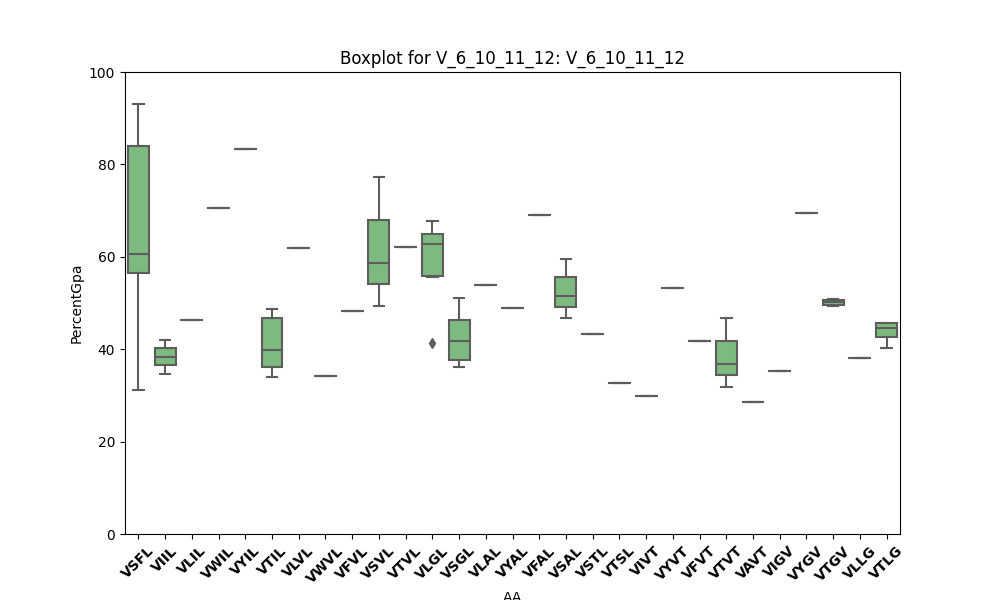 Boxplot for V_6_10_11_12: V_6_10_11_12
100
80
60
40
20
0
PercentGpa
VSFL VIIL VLIL VWIL VYIL VTIL VLVL VWVL VFVL VSVL VTVL VLGL VSGL VLAL VYAL VFAL VSAL VSTL VTSL VIVT VYVT VFVT VTVT VAVT VIGV VYGV VTGV VLLG VTLG
AA